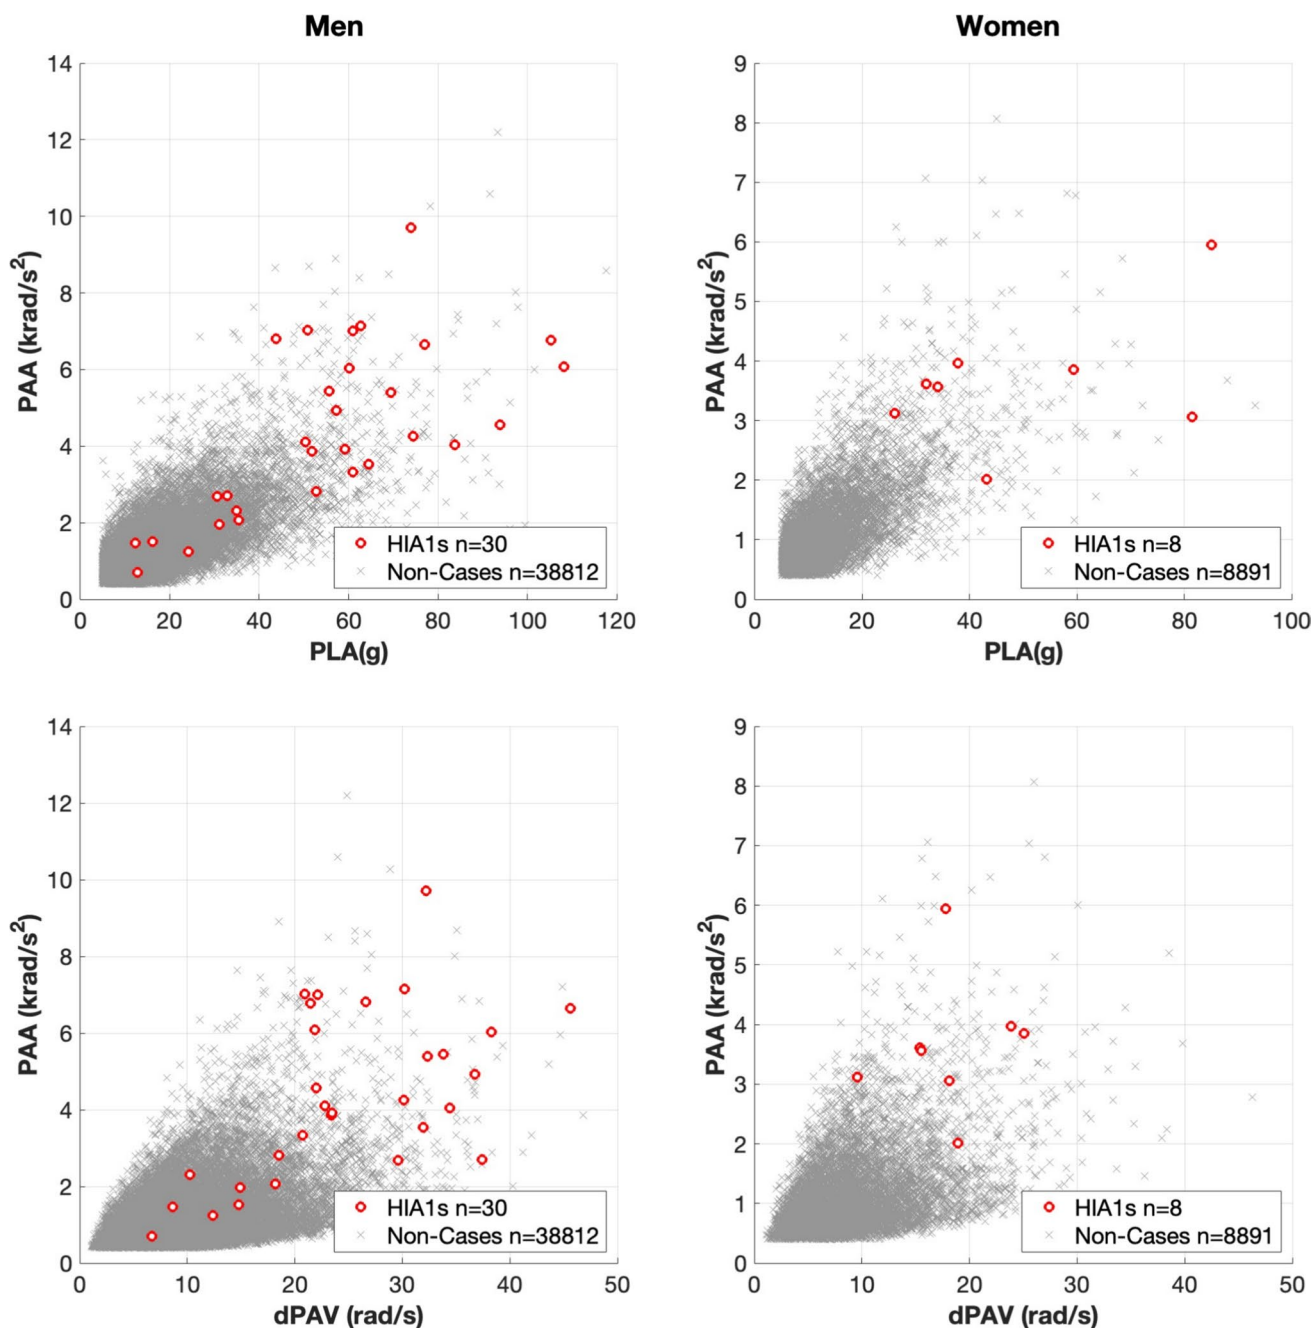 Men
Women
14
12
10
8
6
4
2
0
PAA (krad/s²)
HIA1s n=30
Non-Cases n=38812
0 20 40 60 80 100 120
PLA(g)
9
8
7
6
5
4
3
2
1
0
PAA (krad/s²)
HIA1s n=8
Non-Cases n=8891
0 20 40 60 80 100
PLA(g)
14
12
10
8
6
4
2
0
PAA (krad/s²)
HIA1s n=30
Non-Cases n=38812
0 10 20 30 40 50
dPAV (rad/s)
9
8
7
6
5
4
3
2
1
0
PAA (krad/s²)
HIA1s n=8
Non-Cases n=8891
0 10 20 30 40 50
dPAV (rad/s)